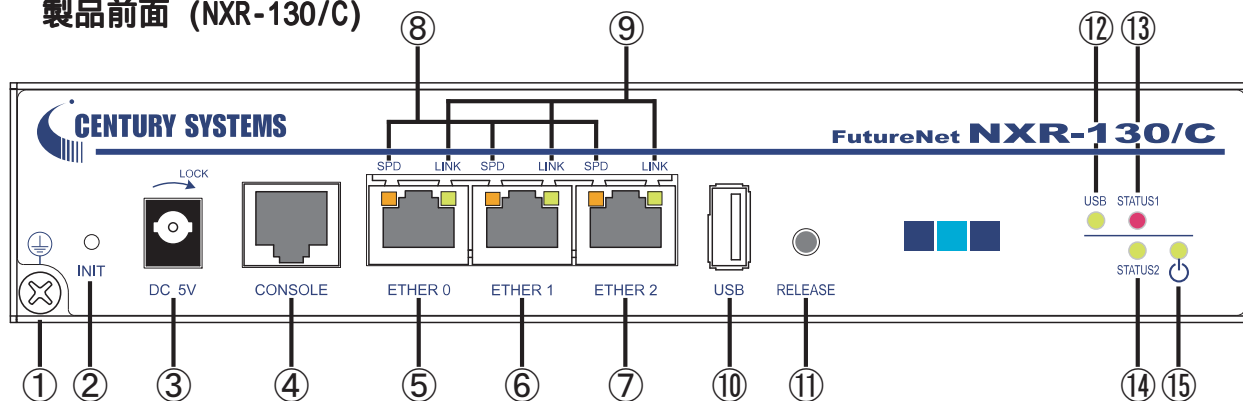 製品前面 (NXR-130/C)
⑧ ⑨ ⑫ ⑬
CENTURY SYSTEMS
FutureNet NXR-130/C
LOCK
SPD LINK SPD LINK SPD LINK
USB STATUS1
INIT
DC 5V
CONSOLE
ETHER 0
ETHER 1
ETHER 2
USB
RELEASE
STATUS2
① ② ③ ④ ⑤ ⑥ ⑦ ⑩ ⑪ ⑭ ⑮